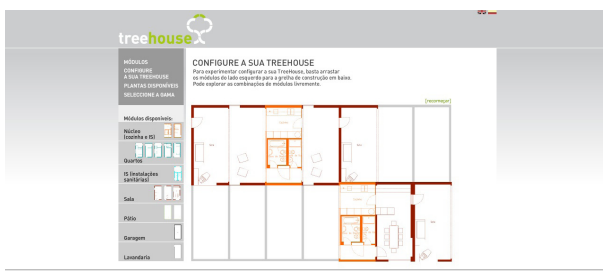 treehouse
MÓDULOS
CONFIGURE
A SUA TREEHOUSE
PLANTAS DISPONÍVEIS
SELECCIONE A GAMA
Módulos disponíveis:
Núcleo
(cozinha e IS)
Quartos
IS (instalações
sanitárias)
Sala
Pátio
Garagem
Lavandaria
CONFIGURE A SUA TREEHOUSE
Para experimentar configurar a sua TreeHouse, basta arrastar
os módulos do lado esquerdo para a grelha de construção em baixo.
Pode explorar as combinações de módulos livremente.
[recomeçar]